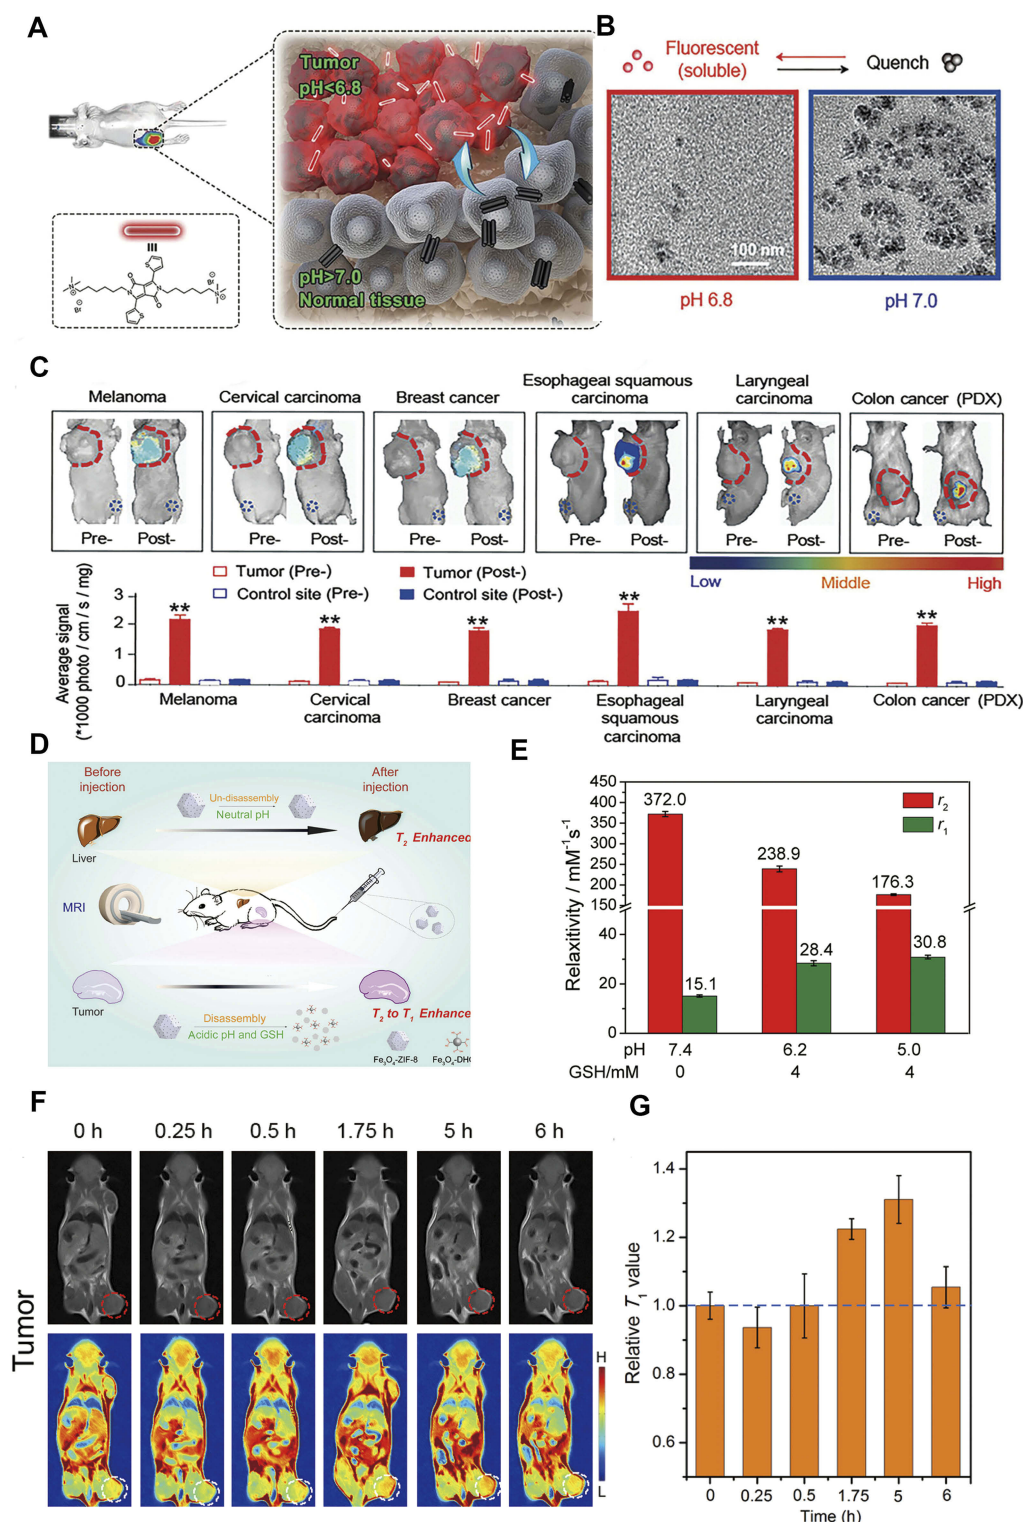 A
Tumor
pH<6.8
pH>7.0
Normal tissue
B
Fluorescent
(soluble)
Quench
100 nm
pH 6.8
pH 7.0
C
Melanoma
Cervical carcinoma
Breast cancer
Esophageal squamous
carcinoma
Laryngeal
carcinoma
Colon cancer (PDX)
Pre- Post-
Pre- Post-
Pre- Post-
Pre- Post-
Pre- Post-
Pre- Post-
Low Middle High
Tumor (Pre-)
Control site (Pre-)
Tumor (Post-)
Control site (Post-)
Average signal
(*1000 photo / cm / s / mg)
3
2
1
0
** ** ** ** ** **
Melanoma
Cervical
carcinoma
Breast cancer
Esophageal
squamous
carcinoma
Laryngeal
carcinoma
Colon cancer (PDX)
D
Before
injection
After
injection
Un-disassembly
Neutral pH
T2 Enhanced
Liver
MRI
Tumor
T2 to T1 Enhance
Disassembly
Acidic pH and GSH
Fe3O4-ZIF-8
Fe3O4-DH
E
Relaxitivity / mM-1s-1
450
400
350
300
250
200
150
40
20
0
r2
r1
372.0
15.1
238.9
28.4
176.3
30.8
pH 7.4 6.2 5.0
GSH/mM 0 4 4
F
0 h 0.25 h 0.5 h 1.75 h 5 h 6 h
Tumor
H
L
G
Relative T1 value
1.4
1.2
1.0
0.8
0.6
0 0.25 0.5 1.75 5 6
Time (h)